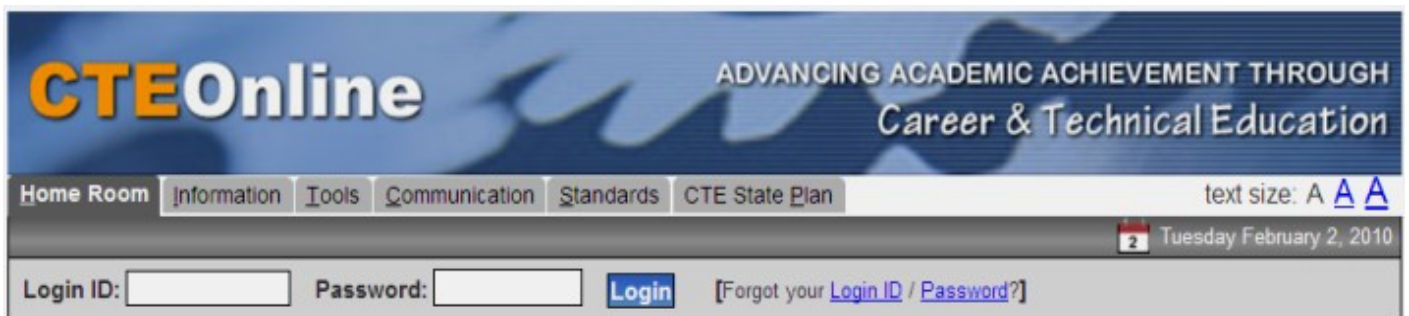 CTEOnline
ADVANCING ACADEMIC ACHIEVEMENT THROUGH
Career & Technical Education
Home Room Information Tools Communication Standards CTE State Plan text size: A A A
2 Tuesday February 2, 2010
Login ID: Password: Login [Forgot your Login ID / Password?]